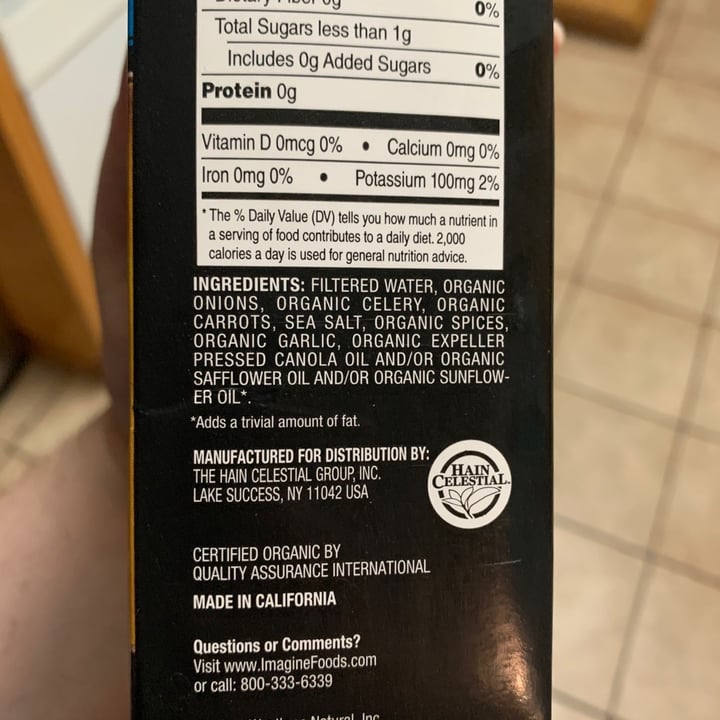 Dietary Fiber 0g 0%
Total Sugars less than 1g
Includes 0g Added Sugars 0%
Protein 0g
Vitamin D 0mcg 0% • Calcium 0mg 0%
Iron 0mg 0% • Potassium 100mg 2%
* The % Daily Value (DV) tells you how much a nutrient in
a serving of food contributes to a daily diet. 2,000
calories a day is used for general nutrition advice.
INGREDIENTS: FILTERED WATER, ORGANIC
ONIONS, ORGANIC CELERY, ORGANIC
CARROTS, SEA SALT, ORGANIC SPICES,
ORGANIC GARLIC, ORGANIC EXPELLER
PRESSED CANOLA OIL AND/OR ORGANIC
SAFFLOWER OIL AND/OR ORGANIC SUNFLOW-
ER OIL*.
*Adds a trivial amount of fat.
MANUFACTURED FOR DISTRIBUTION BY:
THE HAIN CELESTIAL GROUP, INC.
LAKE SUCCESS, NY 11042 USA
HAIN
CELESTIAL
CERTIFIED ORGANIC BY
QUALITY ASSURANCE INTERNATIONAL
MADE IN CALIFORNIA
Questions or Comments?
Visit www.ImagineFoods.com
or call: 800-333-6339
Natural, Inc.